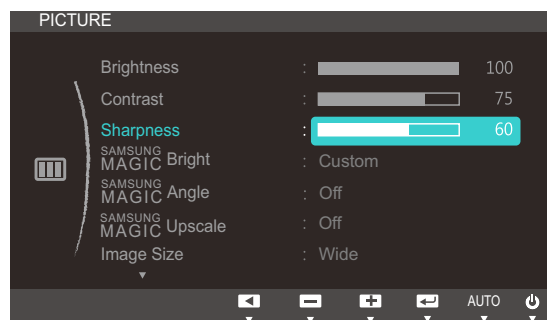 PICTURE
Brightness : 100
Contrast : 75
Sharpness : 60
SAMSUNG MAGIC Bright : Custom
SAMSUNG MAGIC Angle : Off
SAMSUNG MAGIC Upscale : Off
Image Size : Wide
AUTO